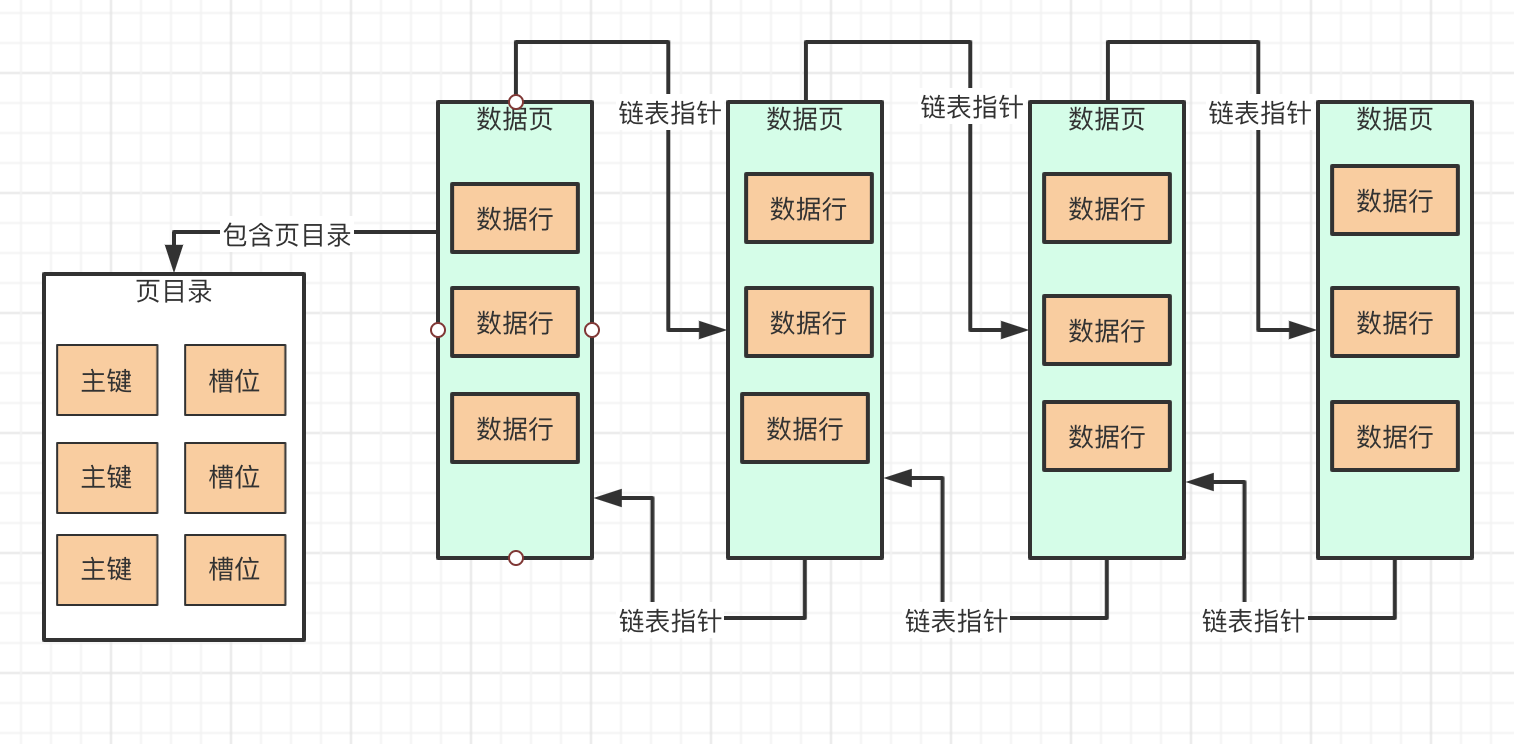 数据页
链表指针
数据页
链表指针
数据页
链表指针
数据页
数据行
数据行
数据行
数据行
包含页目录
页目录
数据行
数据行
数据行
数据行
主键
槽位
数据行
数据行
数据行
数据行
主键
槽位
主键
槽位
链表指针
链表指针
链表指针